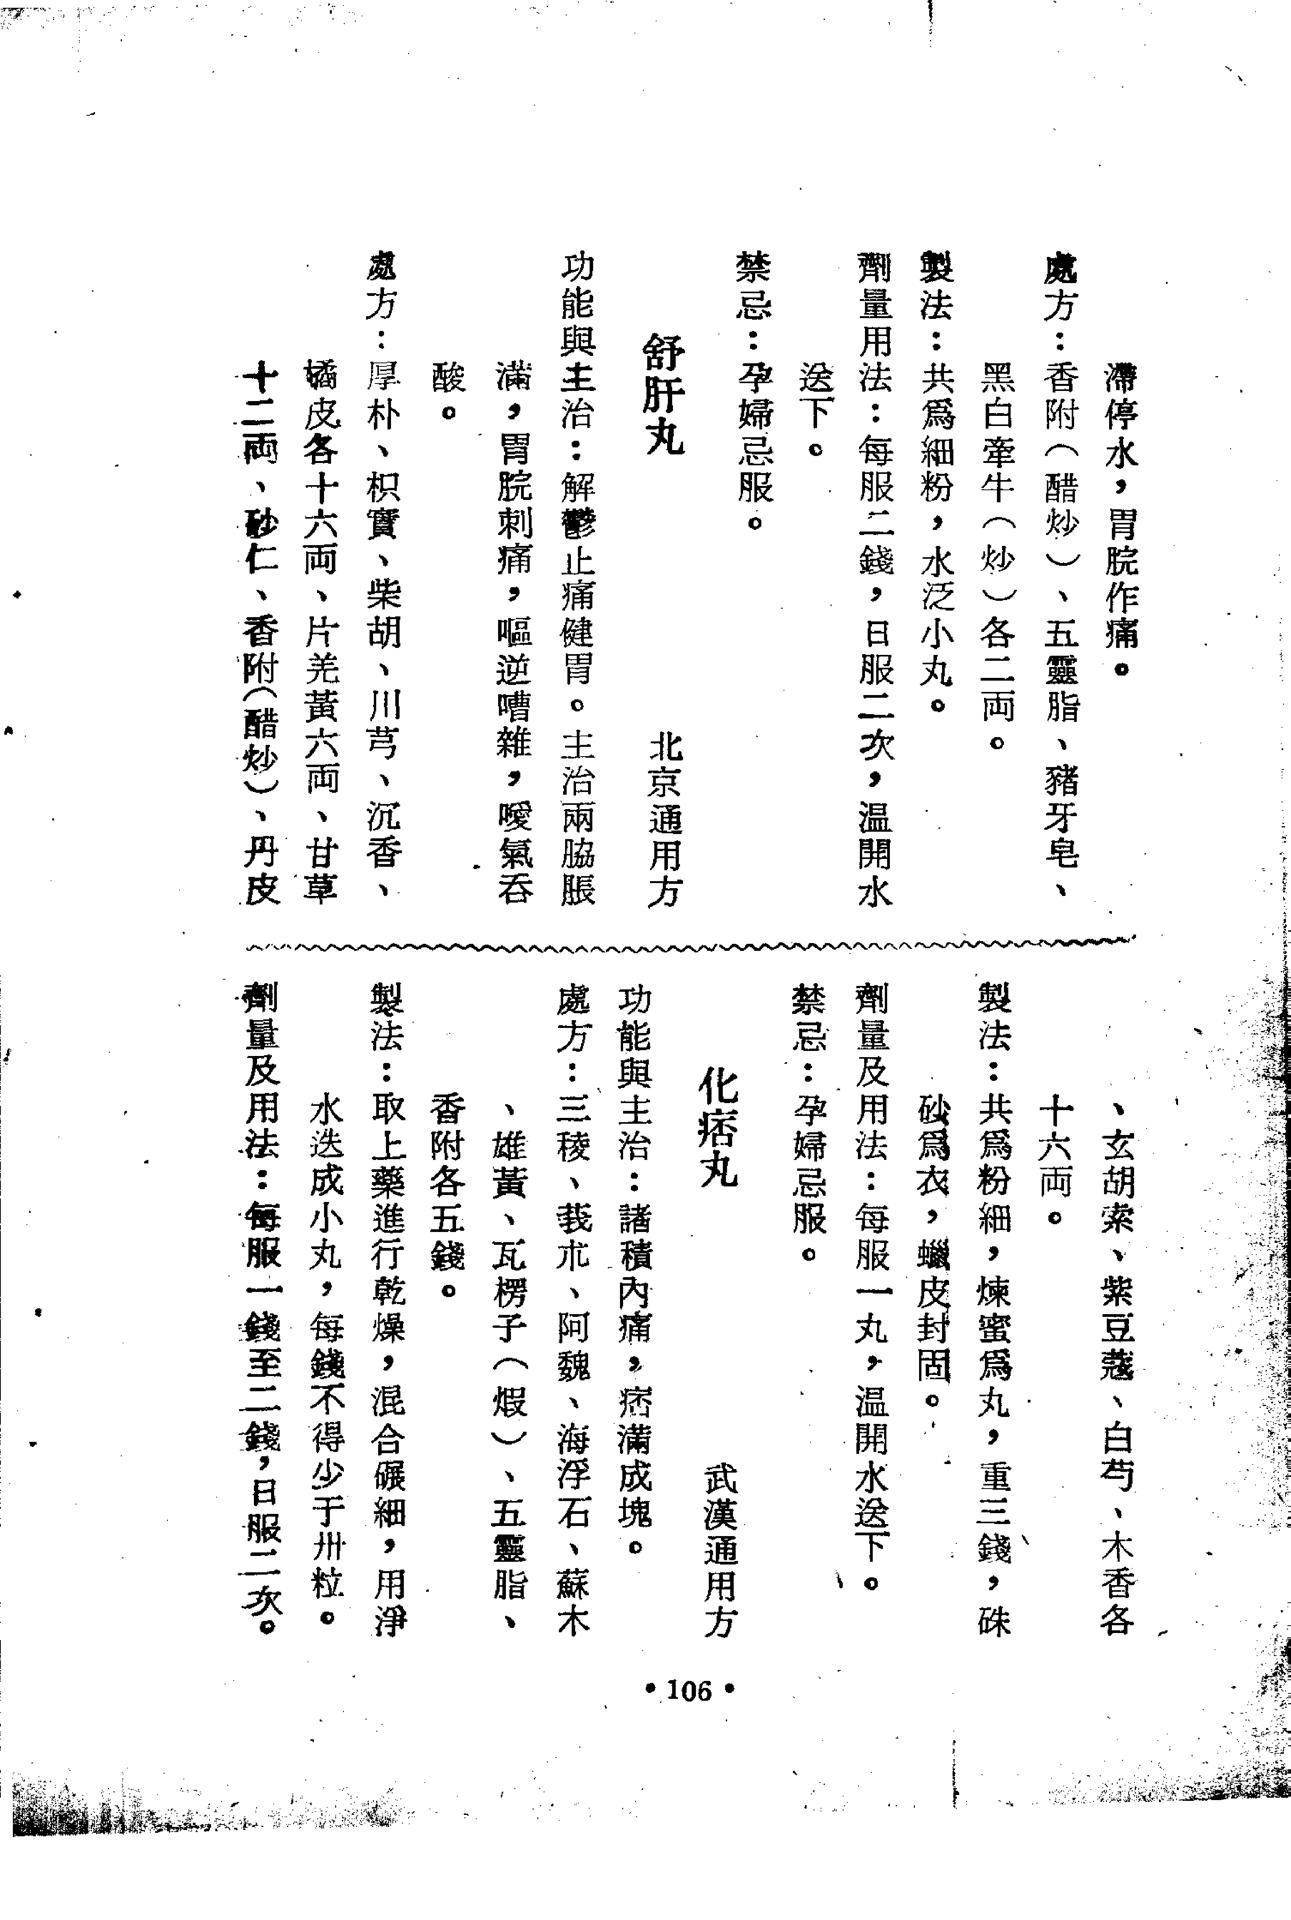 滯停水，胃脘作痛。
處方：香附（醋炒）、五靈脂、豬牙皂、
黑白牽牛（炒）各二両。
製法：共爲細粉，水泛小丸。
劑量用法：每服二錢，日服二次，温開水
送下。
禁忌：孕婦忌服。
舒肝丸
北京通用方
功能與主治：解鬱止痛健胃。主治兩脇脹
滿，胃脘刺痛，嘔逆嘈雜，噯氣吞
酸。
處方：厚朴、枳實、柴胡、川芎、沉香、
橘皮各十六両、片羌黃六両、甘草
十二両、砂仁、香附（醋炒）、丹皮
、玄胡索、紫豆蔻、白芍、木香各
十六両。
製法：共爲粉細，煉蜜爲丸，重三錢，硃
砂爲衣，蠟皮封固。
劑量及用法：每服一丸，温開水送下。
禁忌：孕婦忌服。
化痞丸
武漢通用方
功能與主治：諸積內痛，痞滿成塊。
處方：三稜、莪朮、阿魏、海浮石、蘇木
、雄黃、瓦楞子（煆）、五靈脂、
香附各五錢。
製法：取上藥進行乾燥，混合碾細，用淨
水迭成小丸，每錢不得少于卅粒。
劑量及用法：每服一錢至二錢，日服二次。
•106•